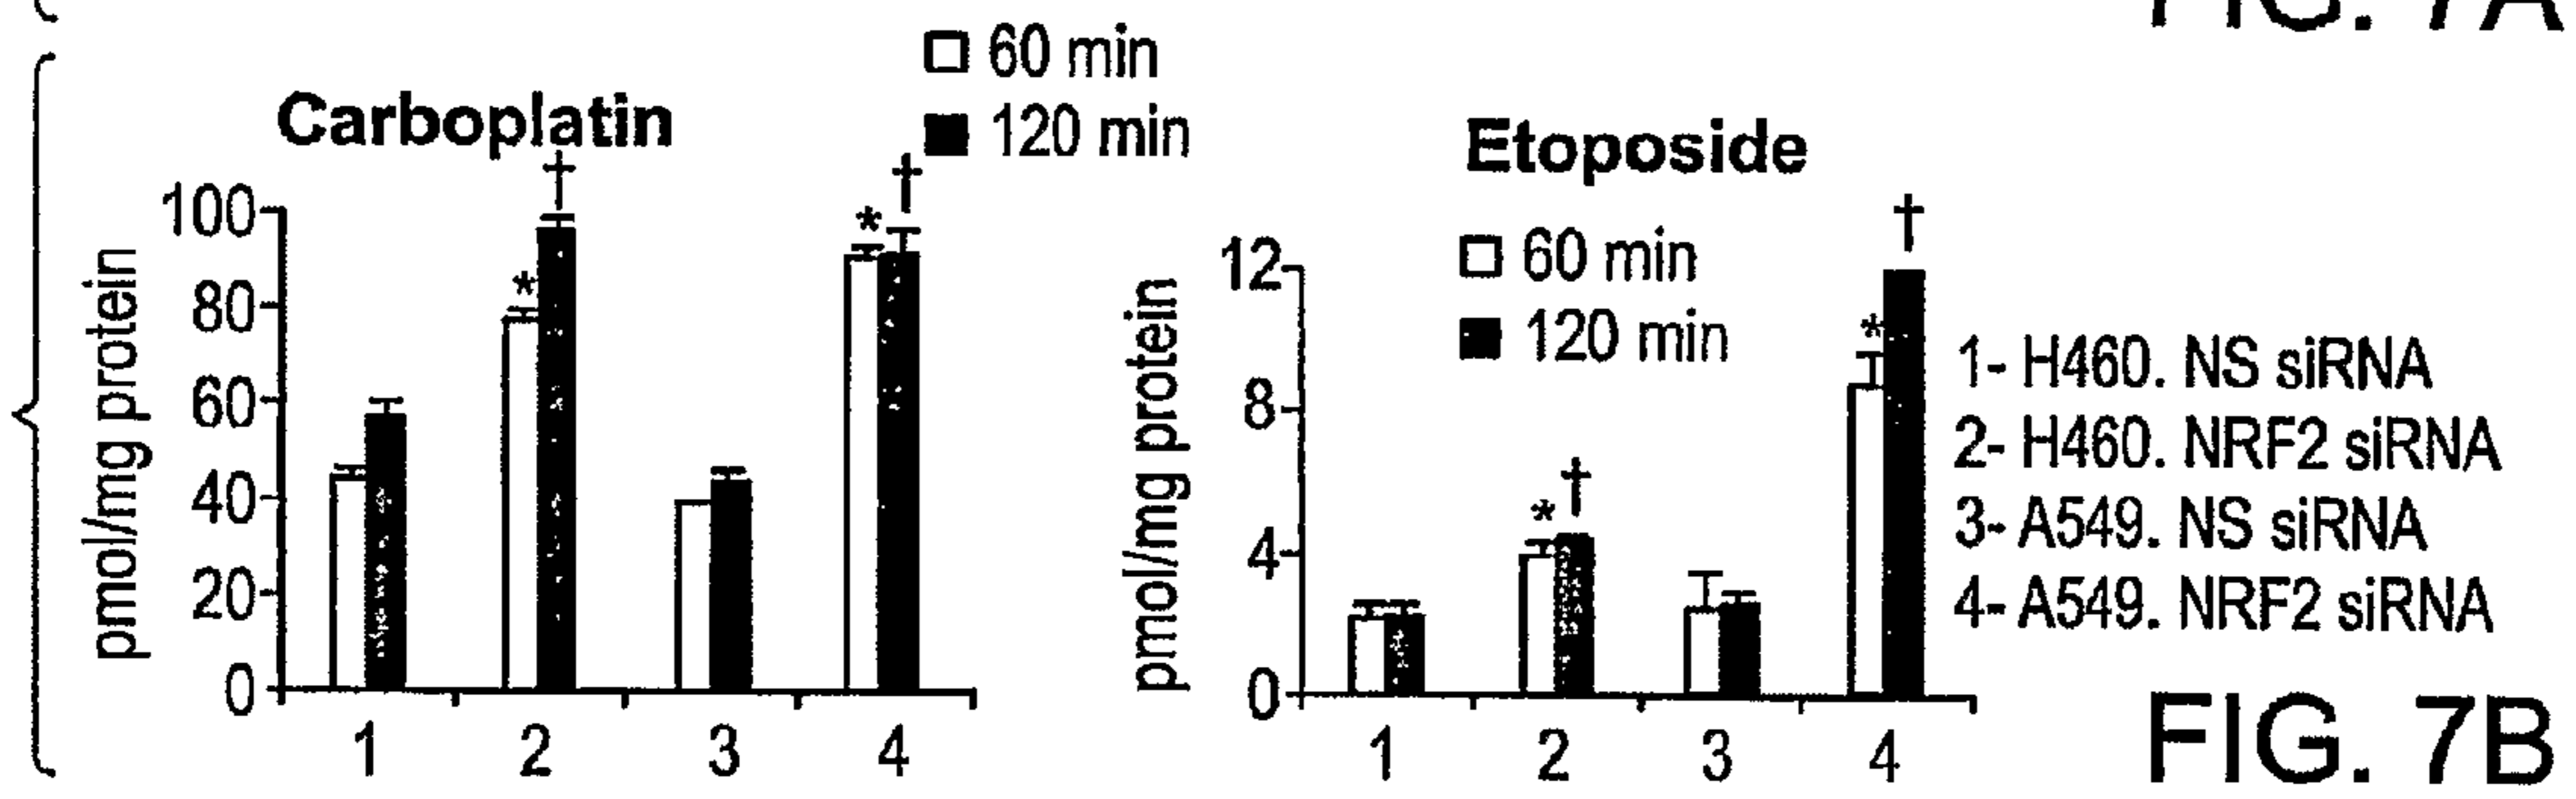 FIG. 7A
Carboplatin
60 min
120 min
pmol/mg protein
100
80
60
40
20
0
*
†
*
†
1 2 3 4
Etoposide
60 min
120 min
pmol/mg protein
12
8
4
0
*
†
*
†
1 2 3 4
1- H460. NS siRNA
2- H460. NRF2 siRNA
3- A549. NS siRNA
4- A549. NRF2 siRNA
FIG. 7B